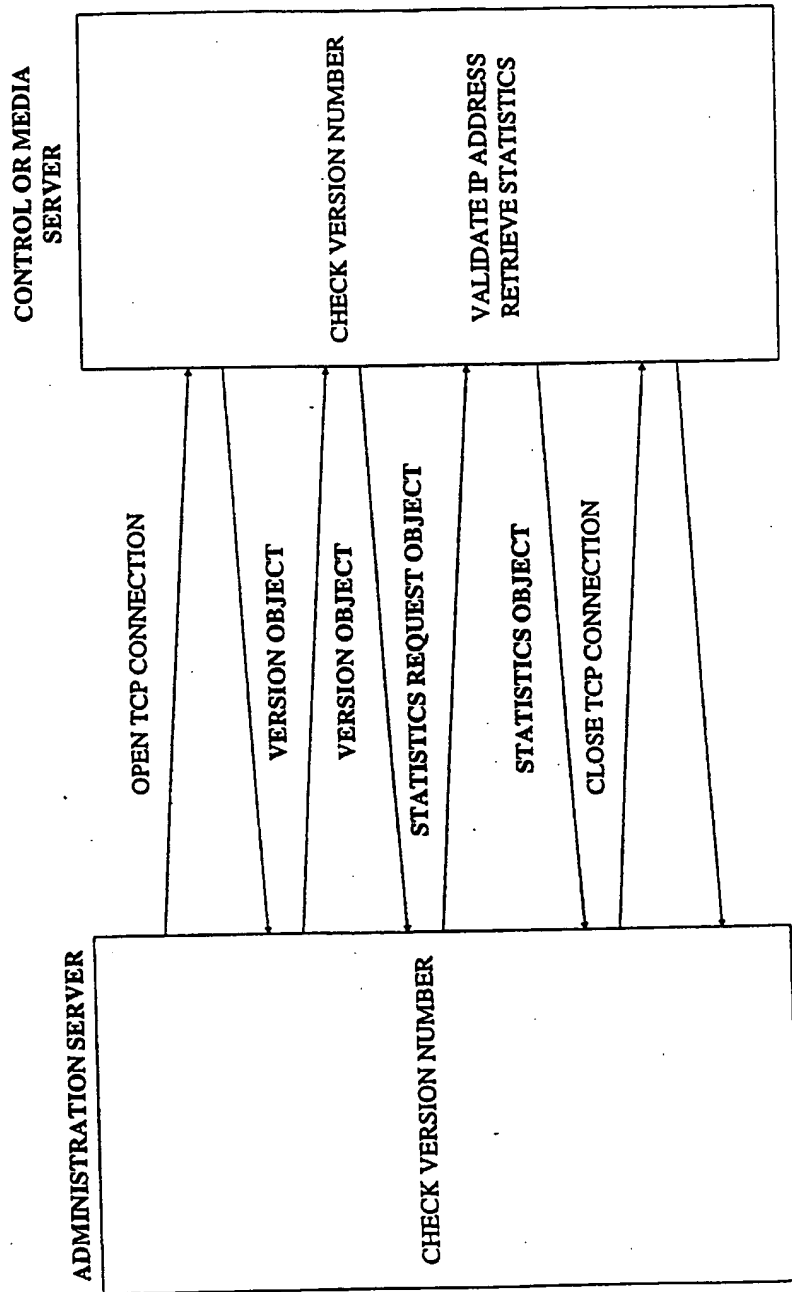 ADMINISTRATION SERVER
CHECK VERSION NUMBER
OPEN TCP CONNECTION
VERSION OBJECT
VERSION OBJECT
STATISTICS REQUEST OBJECT
STATISTICS OBJECT
CLOSE TCP CONNECTION
CONTROL OR MEDIA
SERVER
CHECK VERSION NUMBER
VALIDATE IP ADDRESS
RETRIEVE STATISTICS